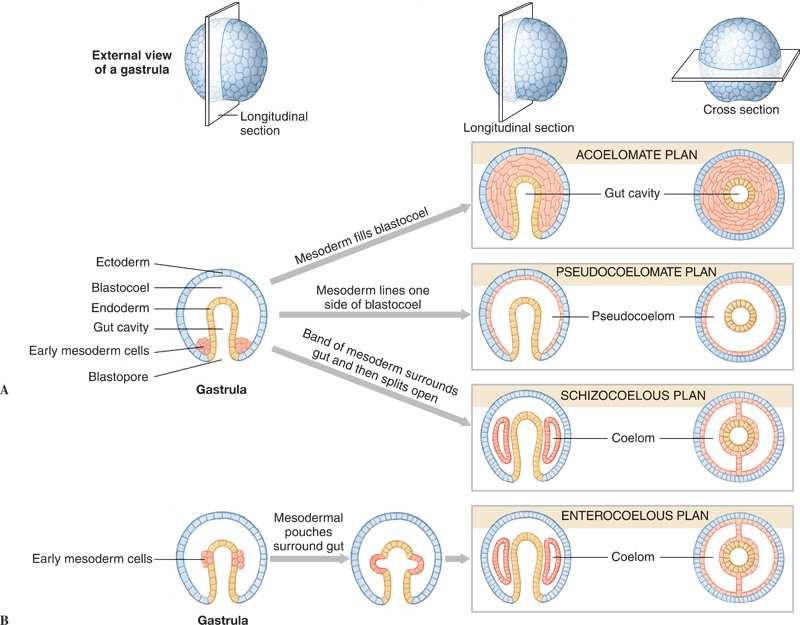 External view
of a gastrula
Longitudinal
section
Longitudinal section
Cross section
ACOELOMATE PLAN
Gut cavity
Mesoderm fills blastocoel
PSEUDOCOELOMATE PLAN
Pseudocoelom
Mesoderm lines one
side of blastocoel
Ectoderm
Blastocoel
Endoderm
Gut cavity
Early mesoderm cells
Blastopore
Gastrula
A
Band of mesoderm surrounds
gut and then splits open
SCHIZOCOELOUS PLAN
Coelom
Early mesoderm cells
Gastrula
Mesodermal
pouches
surround gut
ENTEROCOELOUS PLAN
Coelom
B